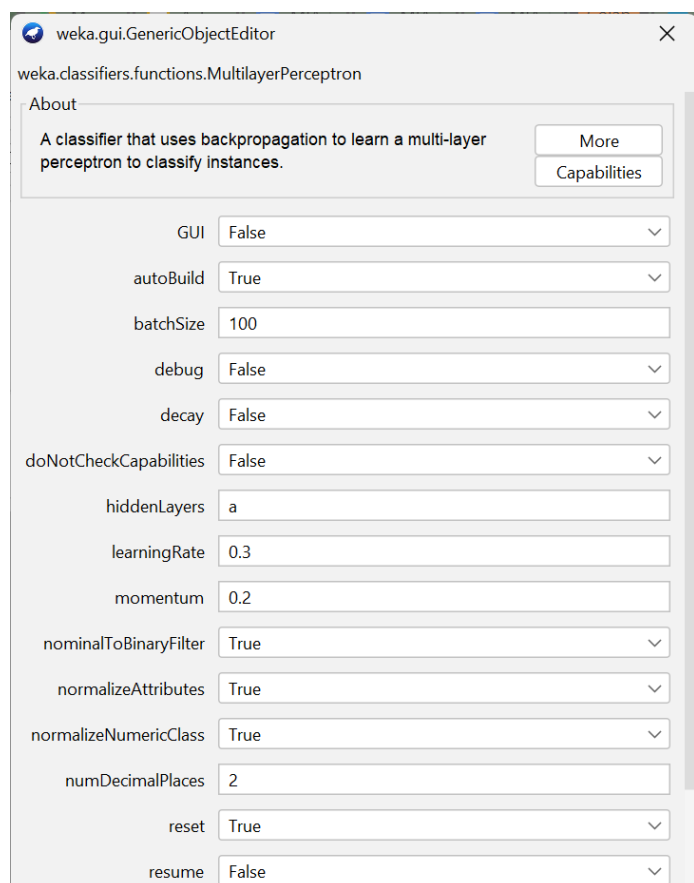 weka.gui.GenericObjectEditor
weka.classifiers.functions.MultilayerPerceptron
About
A classifier that uses backpropagation to learn a multi-layer
perceptron to classify instances.
More
Capabilities
GUI False
autoBuild True
batchSize 100
debug False
decay False
doNotCheckCapabilities False
hiddenLayers a
learningRate 0.3
momentum 0.2
nominalToBinaryFilter True
normalizeAttributes True
normalizeNumericClass True
numDecimalPlaces 2
reset True
resume False